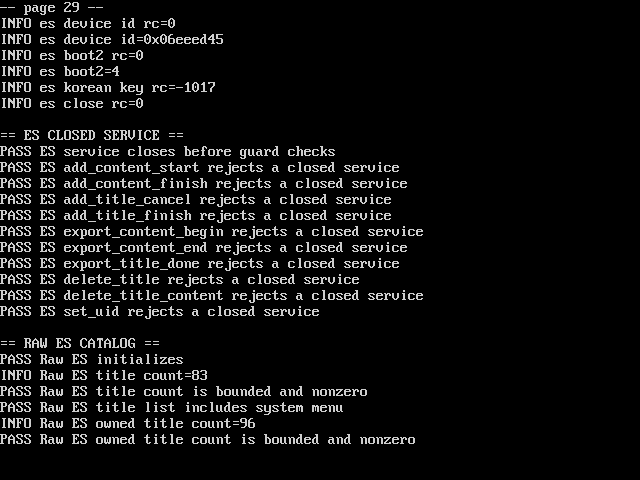 -- page 29 --
INFO es device id rc=0
INFO es device id=0x06eeed45
INFO es boot2 rc=0
INFO es boot2=4
INFO es korean key rc=-1017
INFO es close rc=0
== ES CLOSED SERVICE ==
PASS ES service closes before guard checks
PASS ES add_content_start rejects a closed service
PASS ES add_content_finish rejects a closed service
PASS ES add_title_cancel rejects a closed service
PASS ES add_title_finish rejects a closed service
PASS ES export_content_begin rejects a closed service
PASS ES export_content_end rejects a closed service
PASS ES export_title_done rejects a closed service
PASS ES delete_title rejects a closed service
PASS ES delete_title_content rejects a closed service
PASS ES set_uid rejects a closed service
== RAW ES CATALOG ==
PASS Raw ES initializes
INFO Raw ES title count=83
PASS Raw ES title count is bounded and nonzero
PASS Raw ES title list includes system menu
INFO Raw ES owned title count=96
PASS Raw ES owned title count is bounded and nonzero